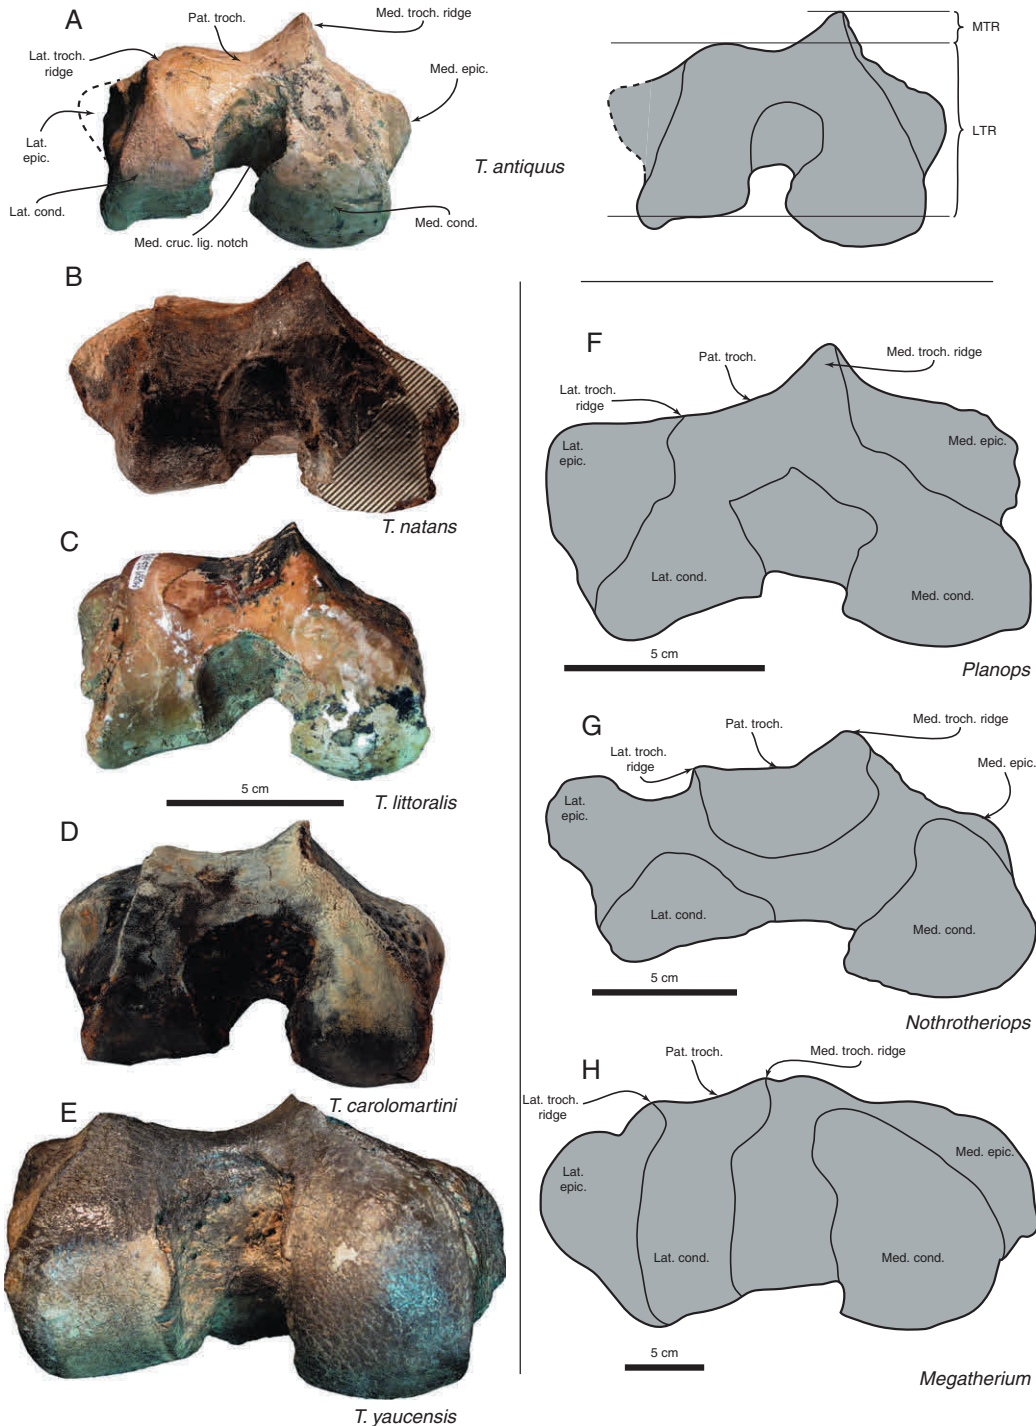 A
Pat. troch.
Med. troch. ridge
Lat. troch.
ridge
Med. epic.
Lat.
epic.
Lat. cond.
Med. cruc. lig. notch
Med. cond.
T. antiquus
MTR
LTR
B
T. natans
C
5 cm
T. littoralis
D
T. carolomartini
E
T. yaucensis
F
Pat. troch.
Med. troch. ridge
Lat. troch.
ridge
Lat.
epic.
Med. epic.
Lat. cond.
Med. cond.
5 cm
Planops
G
Pat. troch.
Med. troch. ridge
Lat. troch.
ridge
Med. epic.
Lat.
epic.
Lat. cond.
Med. cond.
5 cm
Nothrotheriops
H
Pat. troch.
Med. troch. ridge
Lat. troch.
ridge
Lat.
epic.
Med. epic.
Lat. cond.
Med. cond.
5 cm
Megatherium